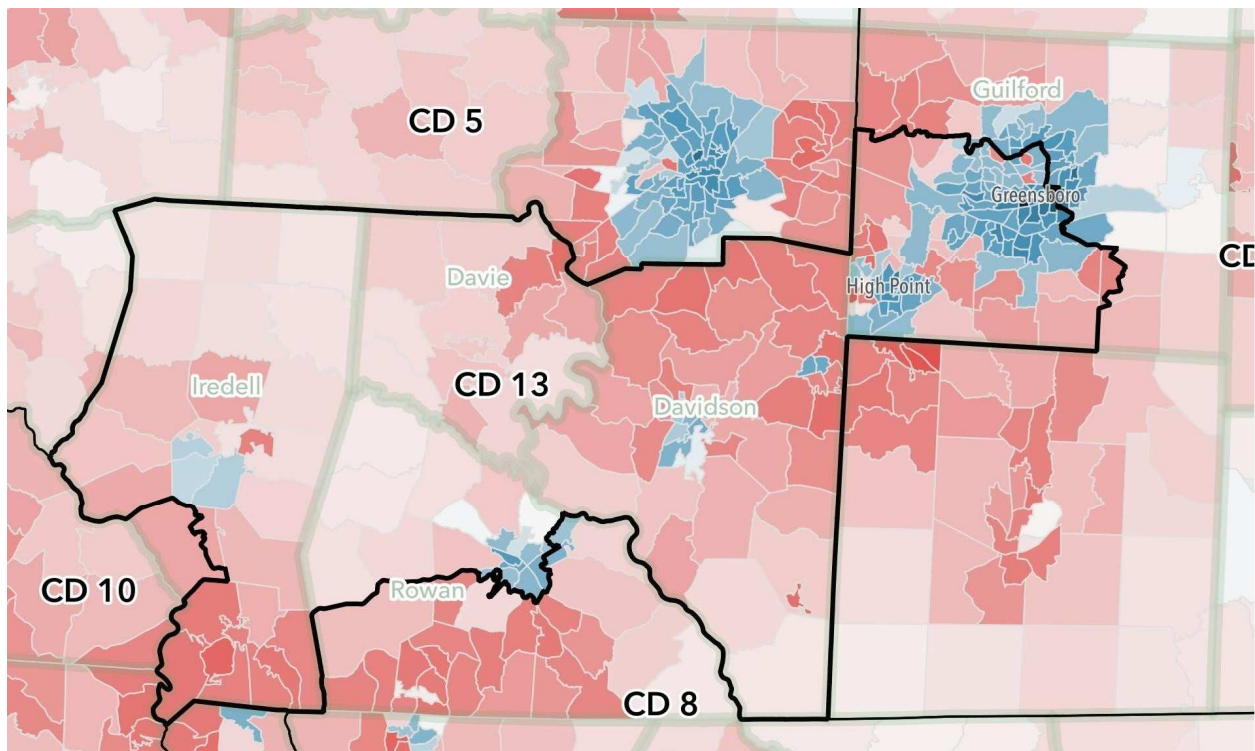 Guilford
CD 5
Greensboro
CD
Davie
High Point
CD 13
Iredell
Davidson
CD 10
Rowan
CD 8